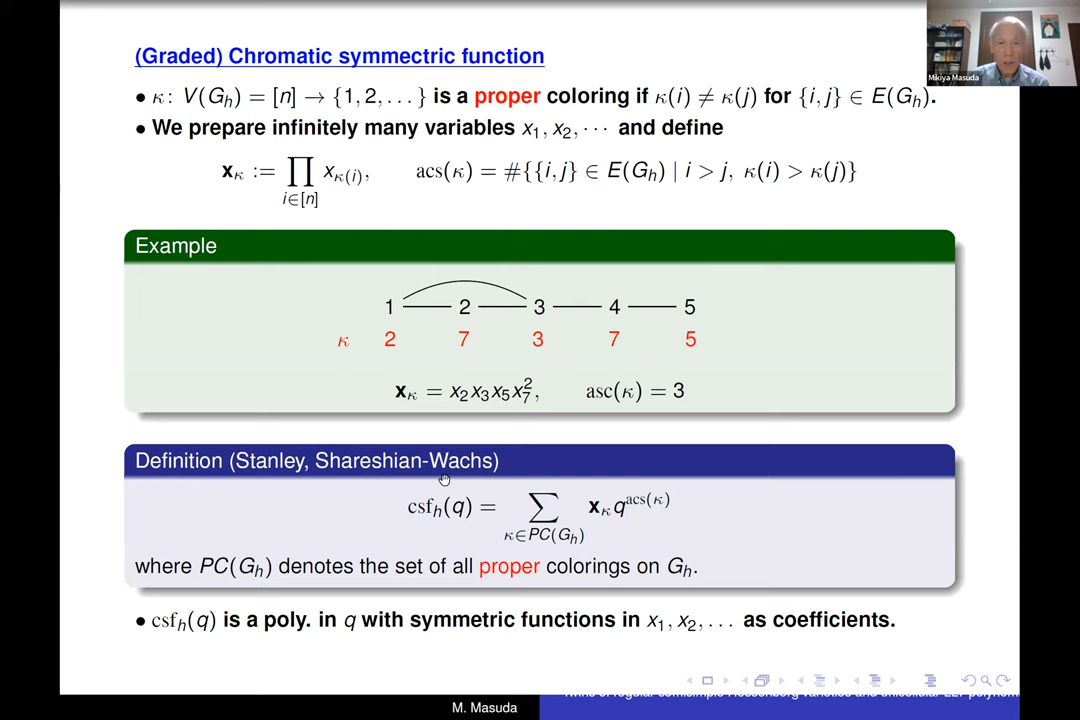 (Graded) Chromatic symmectric function
• κ: V(G_h) = [n] → {1, 2, . . . } is a proper coloring if κ(i) ≠ κ(j) for {i, j} ∈ E(G_h).
• We prepare infinitely many variables x_1, x_2, · · · and define
x_κ := ∏_{i∈[n]} x_{κ(i)}, acs(κ) = #{{i, j} ∈ E(G_h) | i > j, κ(i) > κ(j)}
Example
1 2 3 4 5
κ 2 7 3 7 5
x_κ = x_2x_3x_5x_7^2, asc(κ) = 3
Definition (Stanley, Shareshian-Wachs)
csf_h(q) = ∑_{κ∈PC(G_h)} x_κ q^{acs(κ)}
where PC(G_h) denotes the set of all proper colorings on G_h.
• csf_h(q) is a poly. in q with symmetric functions in x_1, x_2, . . . as coefficients.
M. Masuda
Mikiya Masuda